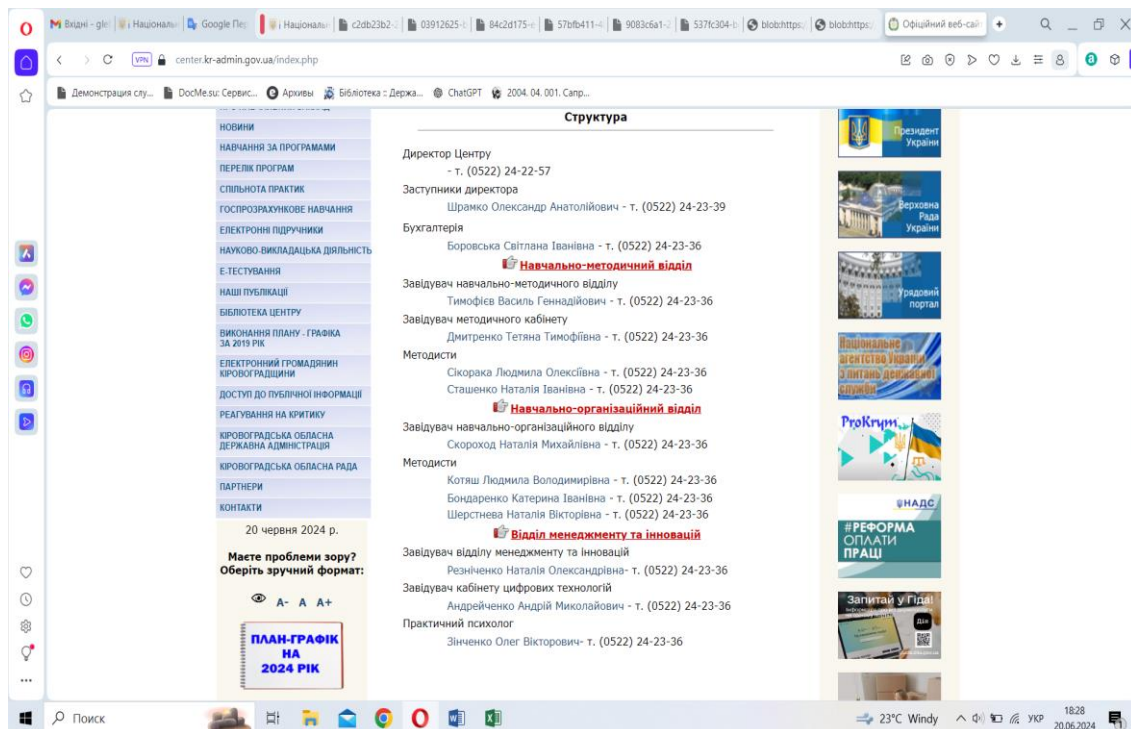 Вхідні - gle
і Національн
Google Пер
і Національн
c2db23b2-
03912625-
84c2d175-
57bfb411-
9083c6a1-
537fc304-
blob:https:
blob:https:
Офіційний веб-сай
VPN center.kr-admin.gov.ua/index.php
Демонстрация слу...
DocMe.su: Сервис...
Архивы
Бібліотека :: Держа...
ChatGPT
2004. 04. 001. Сапр...
НОВИНИ
НАВЧАННЯ ЗА ПРОГРАМАМИ
ПЕРЕЛІК ПРОГРАМ
СПІЛЬНОТА ПРАКТИК
ГОСПРОЗРАХУНКОВЕ НАВЧАННЯ
ЕЛЕКТРОННІ ПІДРУЧНИКИ
НАУКОВО-ВИКЛАДАЦЬКА ДІЯЛЬНІСТЬ
Е-ТЕСТУВАННЯ
НАШІ ПУБЛІКАЦІЇ
БІБЛІОТЕКА ЦЕНТРУ
ВИКОНАННЯ ПЛАНУ - ГРАФІКА
ЗА 2019 РІК
ЕЛЕКТРОННИЙ ГРОМАДЯНИН
КІРОВОГРАДЩИНИ
ДОСТУП ДО ПУБЛІЧНОЇ ІНФОРМАЦІЇ
РЕАГУВАННЯ НА КРИТИКУ
КІРОВОГРАДСЬКА ОБЛАСНА
ДЕРЖАВНА АДМІНІСТРАЦІЯ
КІРОВОГРАДСЬКА ОБЛАСНА РАДА
ПАРТНЕРИ
КОНТАКТИ
20 червня 2024 р.
Маєте проблеми зору?
Оберіть зручний формат:
A- A A+
ПЛАН-ГРАФІК
НА
2024 РІК
Структура
Директор Центру
- т. (0522) 24-22-57
Заступники директора
Шрамко Олександр Анатолійович - т. (0522) 24-23-39
Бухгалтерія
Боровська Світлана Іванівна - т. (0522) 24-23-36
Навчально-методичний відділ
Завідувач навчально-методичного відділу
Тимофієв Василь Геннадійович - т. (0522) 24-23-36
Завідувач методичного кабінету
Дмитренко Тетяна Тимофіївна - т. (0522) 24-23-36
Методисти
Сікорака Людмила Олексіївна - т. (0522) 24-23-36
Сташенко Наталія Іванівна - т. (0522) 24-23-36
Навчально-організаційний відділ
Завідувач навчально-організаційного відділу
Скороход Наталія Михайлівна - т. (0522) 24-23-36
Методисти
Котяш Людмила Володимирівна - т. (0522) 24-23-36
Бондаренко Катерина Іванівна - т. (0522) 24-23-36
Шерстнева Наталія Вікторівна - т. (0522) 24-23-36
Відділ менеджменту та інновацій
Завідувач відділу менеджменту та інновацій
Резніченко Наталія Олександрівна- т. (0522) 24-23-36
Завідувач кабінету цифрових технологій
Андрейченко Андрій Миколайович - т. (0522) 24-23-36
Практичний психолог
Зінченко Олег Вікторович- т. (0522) 24-23-36
Президент
України
Верховна
Рада
України
Урядовий
портал
Національне
агентство України
з питань державної
служби
ProKrym
НАДС
#РЕФОРМА
ОПЛАТИ
ПРАЦІ
Запитай у Гіда!
Поиск
23°C Windy
УКР
18:28
20.06.2024